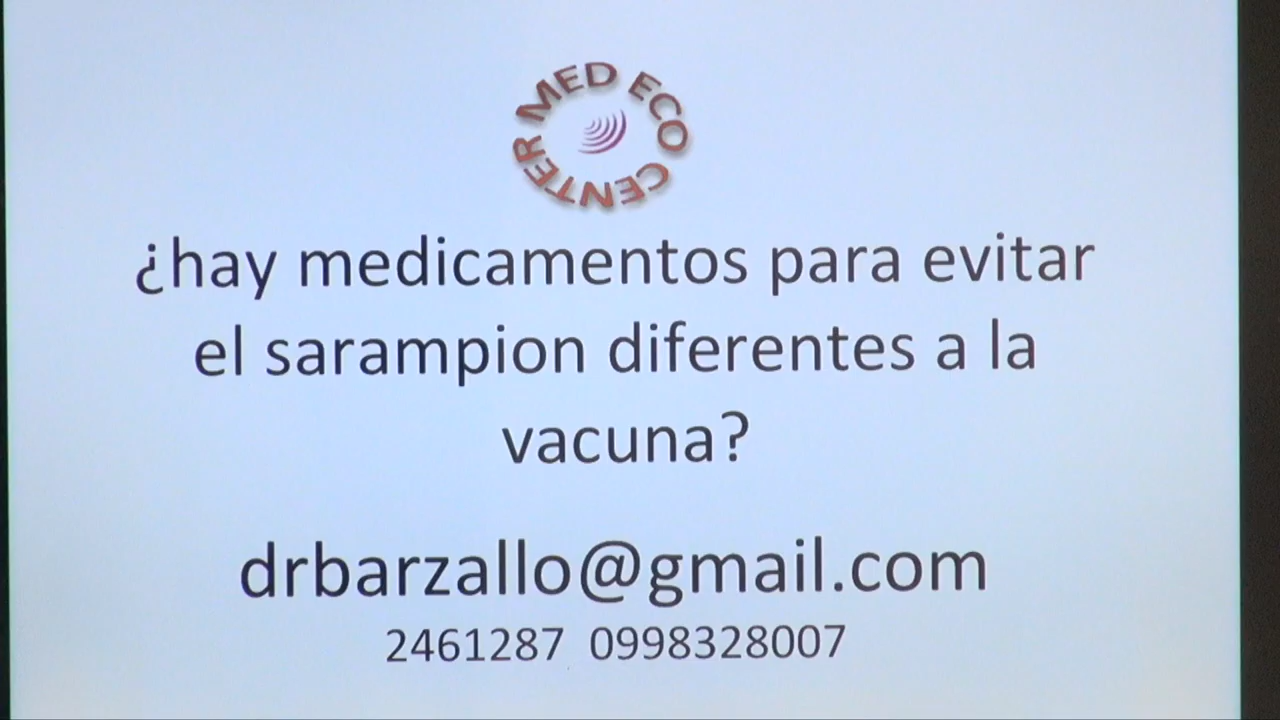 MED ECO CENTER
¿hay medicamentos para evitar
el sarampion diferentes a la
vacuna?
drbarzallo@gmail.com
2461287 0998328007